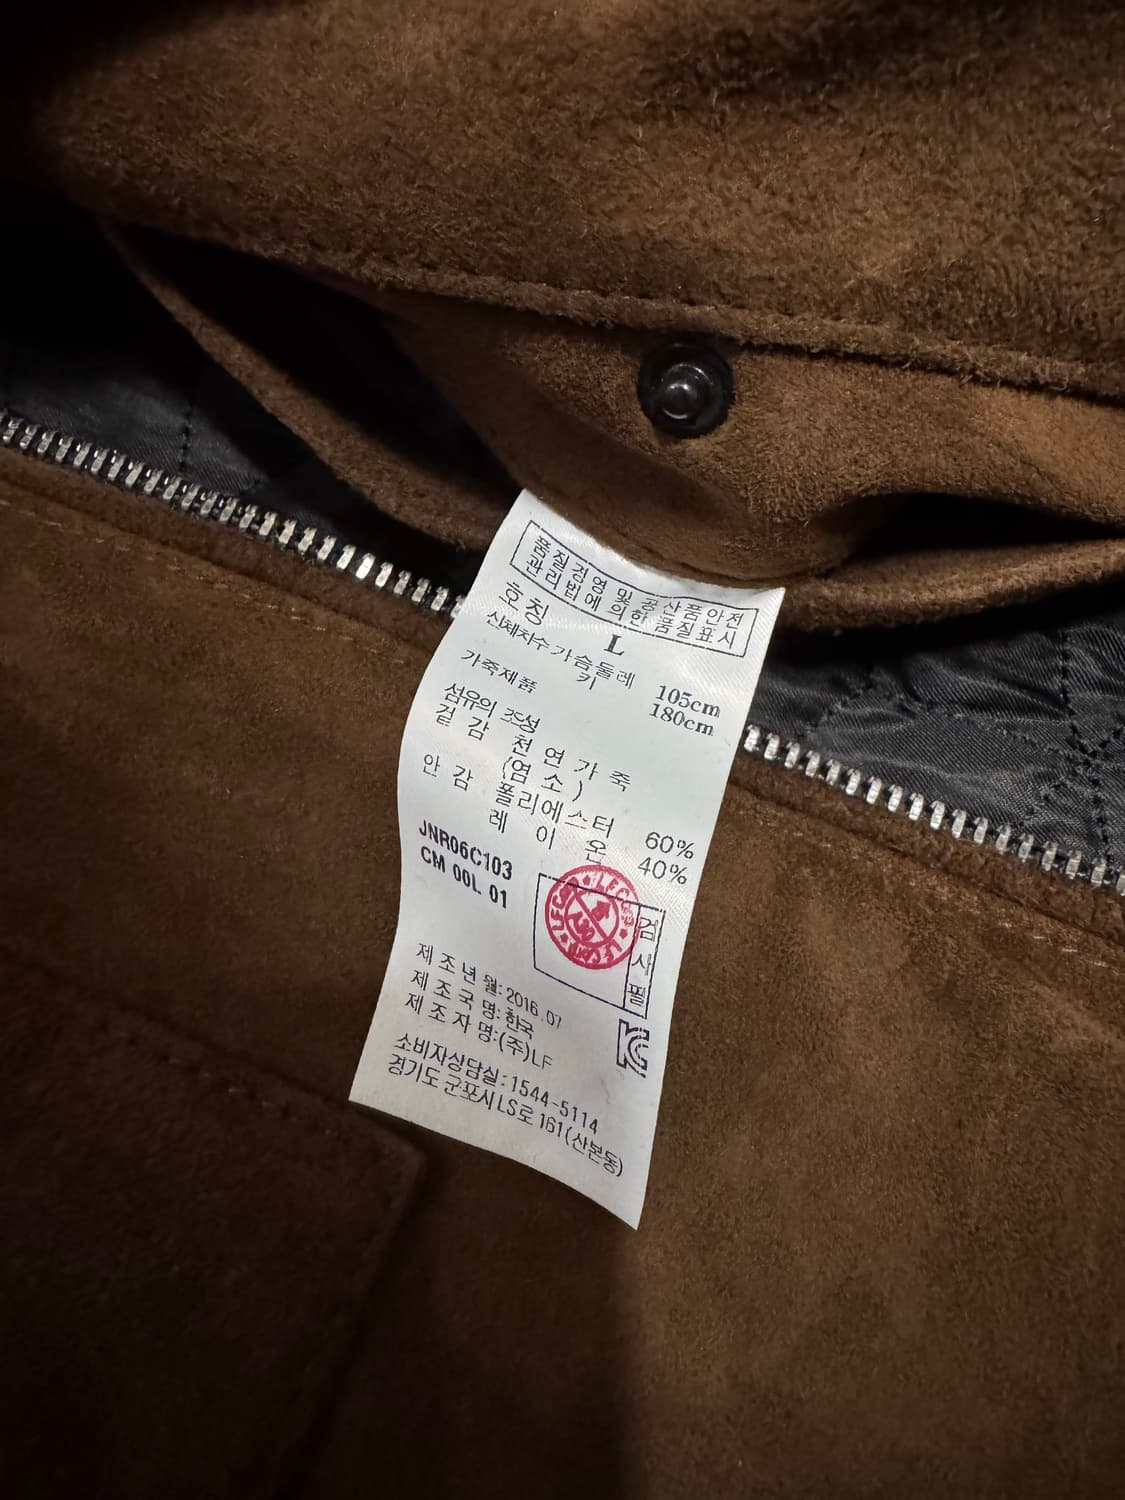 품질경영 및 공산품안전
관리법에 의한 품질표시
호칭 L
신체치수 가슴둘레 105cm
키 180cm
가죽제품
섬유의 조성
겉감 천연가죽
(염소)
안감 폴리에스터 60%
레이온 40%
JNR06C103
CM 00L 01
검사필
제조년월:2016.07
제조국명:한국
제조자명:(주)LF
소비자상담실:1544-5114
경기도 군포시 LS로 161(산본동)